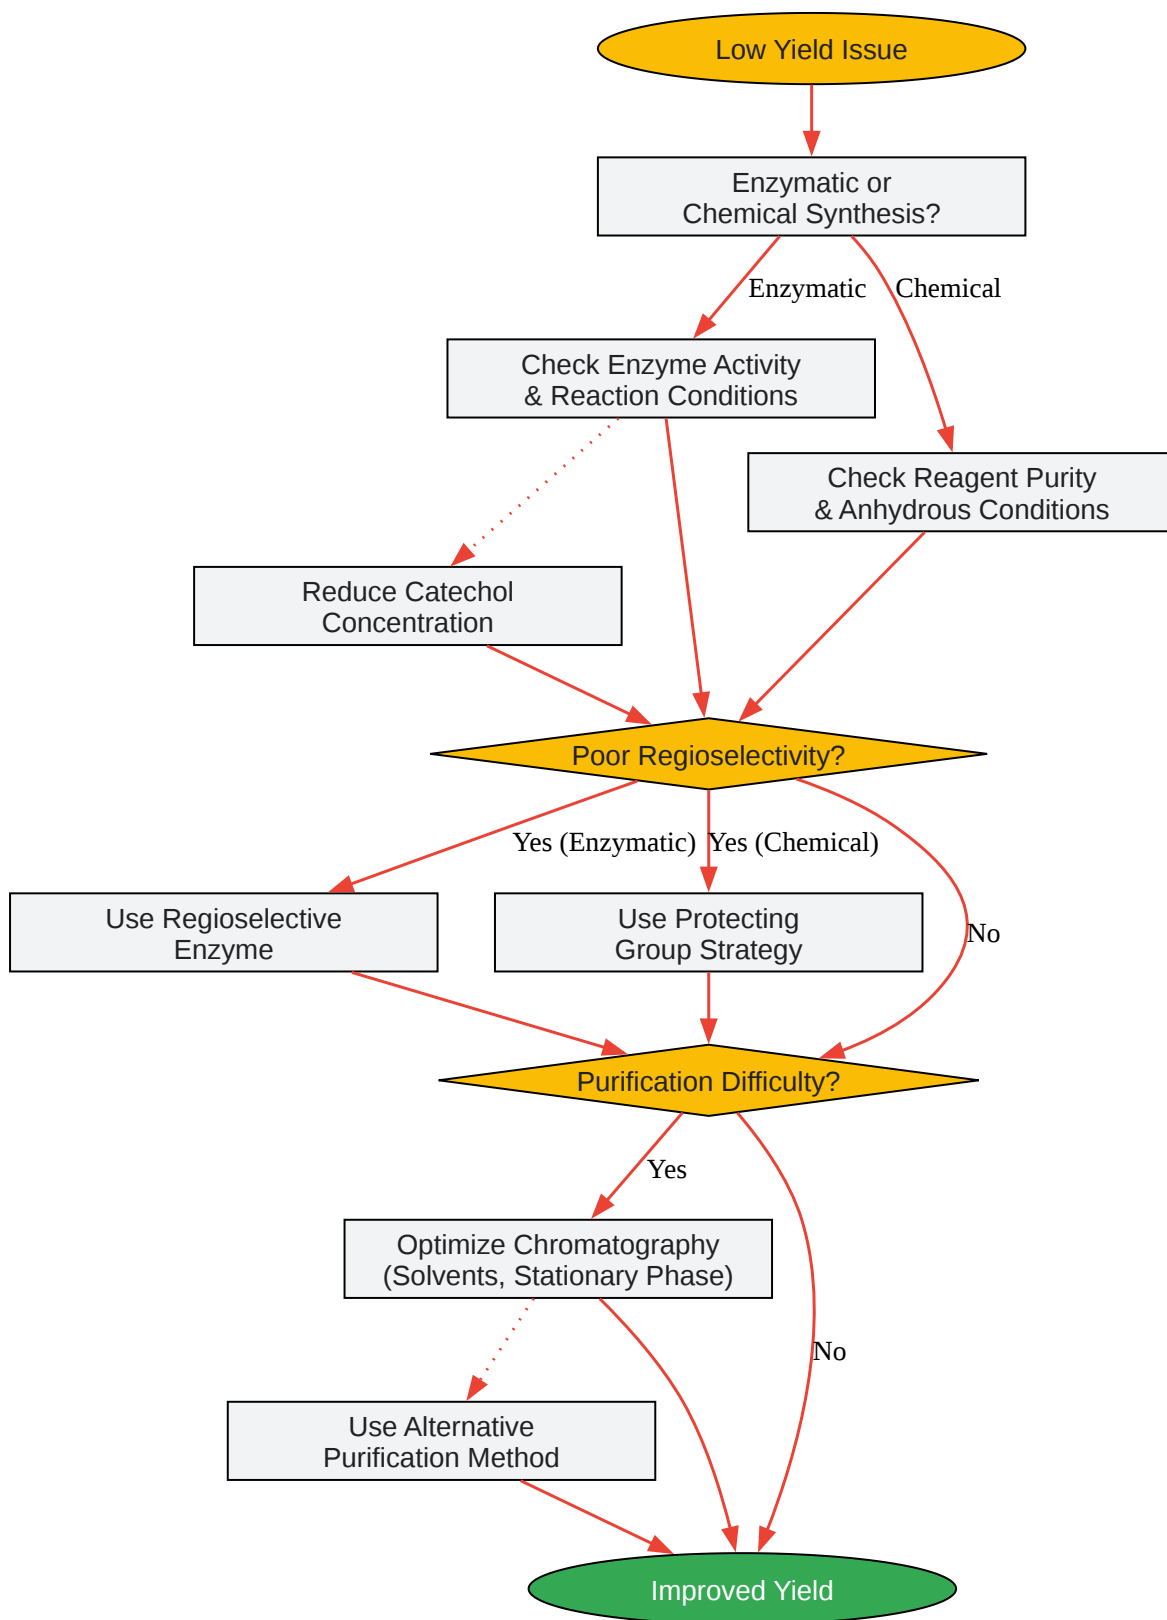 Low Yield Issue
Enzymatic or
Chemical Synthesis?
Enzymatic
Chemical
Check Enzyme Activity
& Reaction Conditions
Check Reagent Purity
& Anhydrous Conditions
Reduce Catechol
Concentration
Poor Regioselectivity?
Yes (Enzymatic)
Yes (Chemical)
Use Regioselective
Enzyme
Use Protecting
Group Strategy
No
Purification Difficulty?
Yes
Optimize Chromatography
(Solvents, Stationary Phase)
No
Use Alternative
Purification Method
Improved Yield